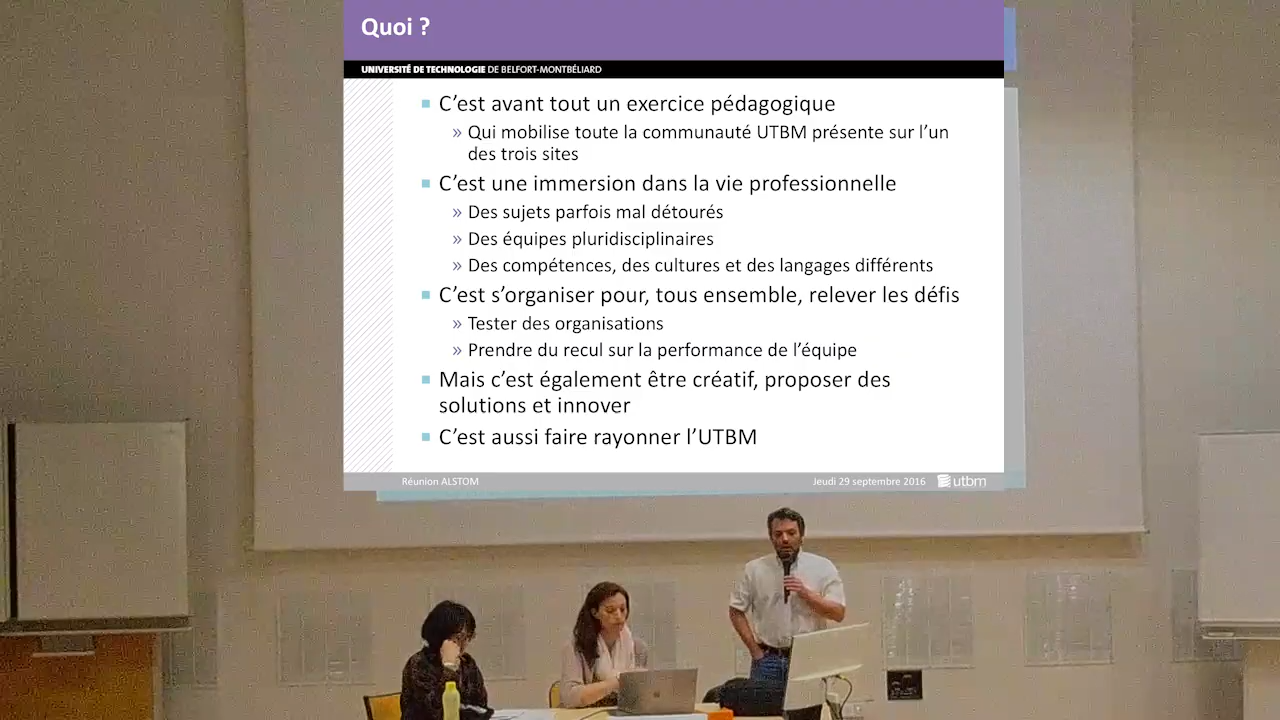 Quoi ?
UNIVERSITÉ DE TECHNOLOGIE DE BELFORT-MONTBÉLIARD
C’est avant tout un exercice pédagogique
» Qui mobilise toute la communauté UTBM présente sur l’un
des trois sites
C’est une immersion dans la vie professionnelle
» Des sujets parfois mal détourés
» Des équipes pluridisciplinaires
» Des compétences, des cultures et des langages différents
C’est s’organiser pour, tous ensemble, relever les défis
» Tester des organisations
» Prendre du recul sur la performance de l’équipe
Mais c’est également être créatif, proposer des
solutions et innover
C’est aussi faire rayonner l’UTBM
Réunion ALSTOM
Jeudi 29 septembre 2016
utbm